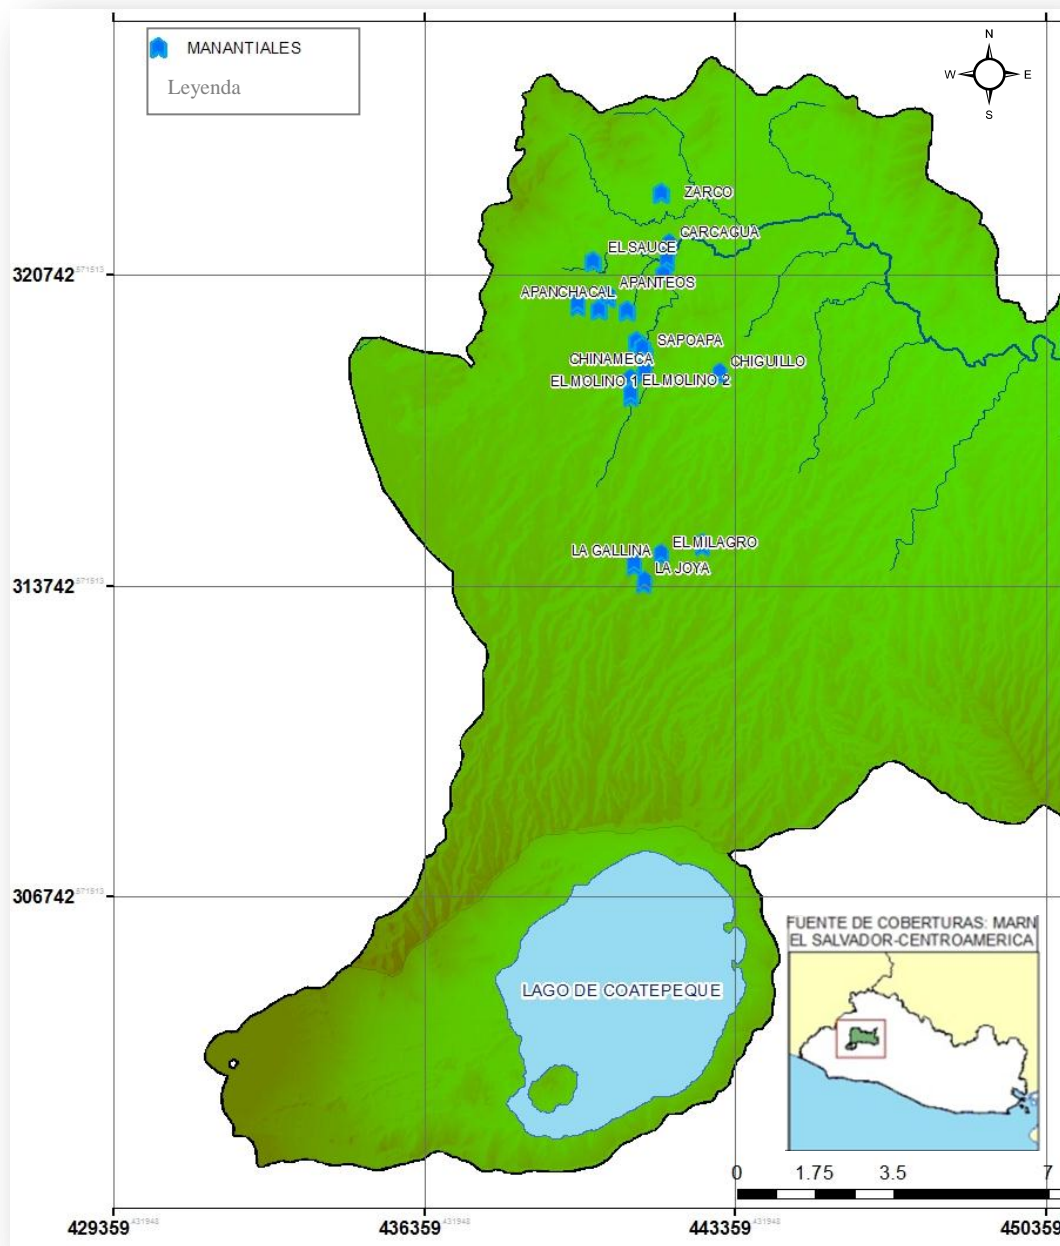 MANANTIALES
Leyenda
N
W E
S
ZARCO
CARCAGUA
EL SAUCE
320742
APANTEOS
APANCHACAL
SAPOAPA
CHINAMECA
CHIGUILLO
EL MOLINO 1 EL MOLINO 2
EL MILAGRO
LA GALLINA
LA JOYA
313742
306742
FUENTE DE COBERTURAS: MARN
EL SALVADOR-CENTROAMERICA
LAGO DE COATEPEQUE
0 1.75 3.5 7
429359 436359 443359 450359